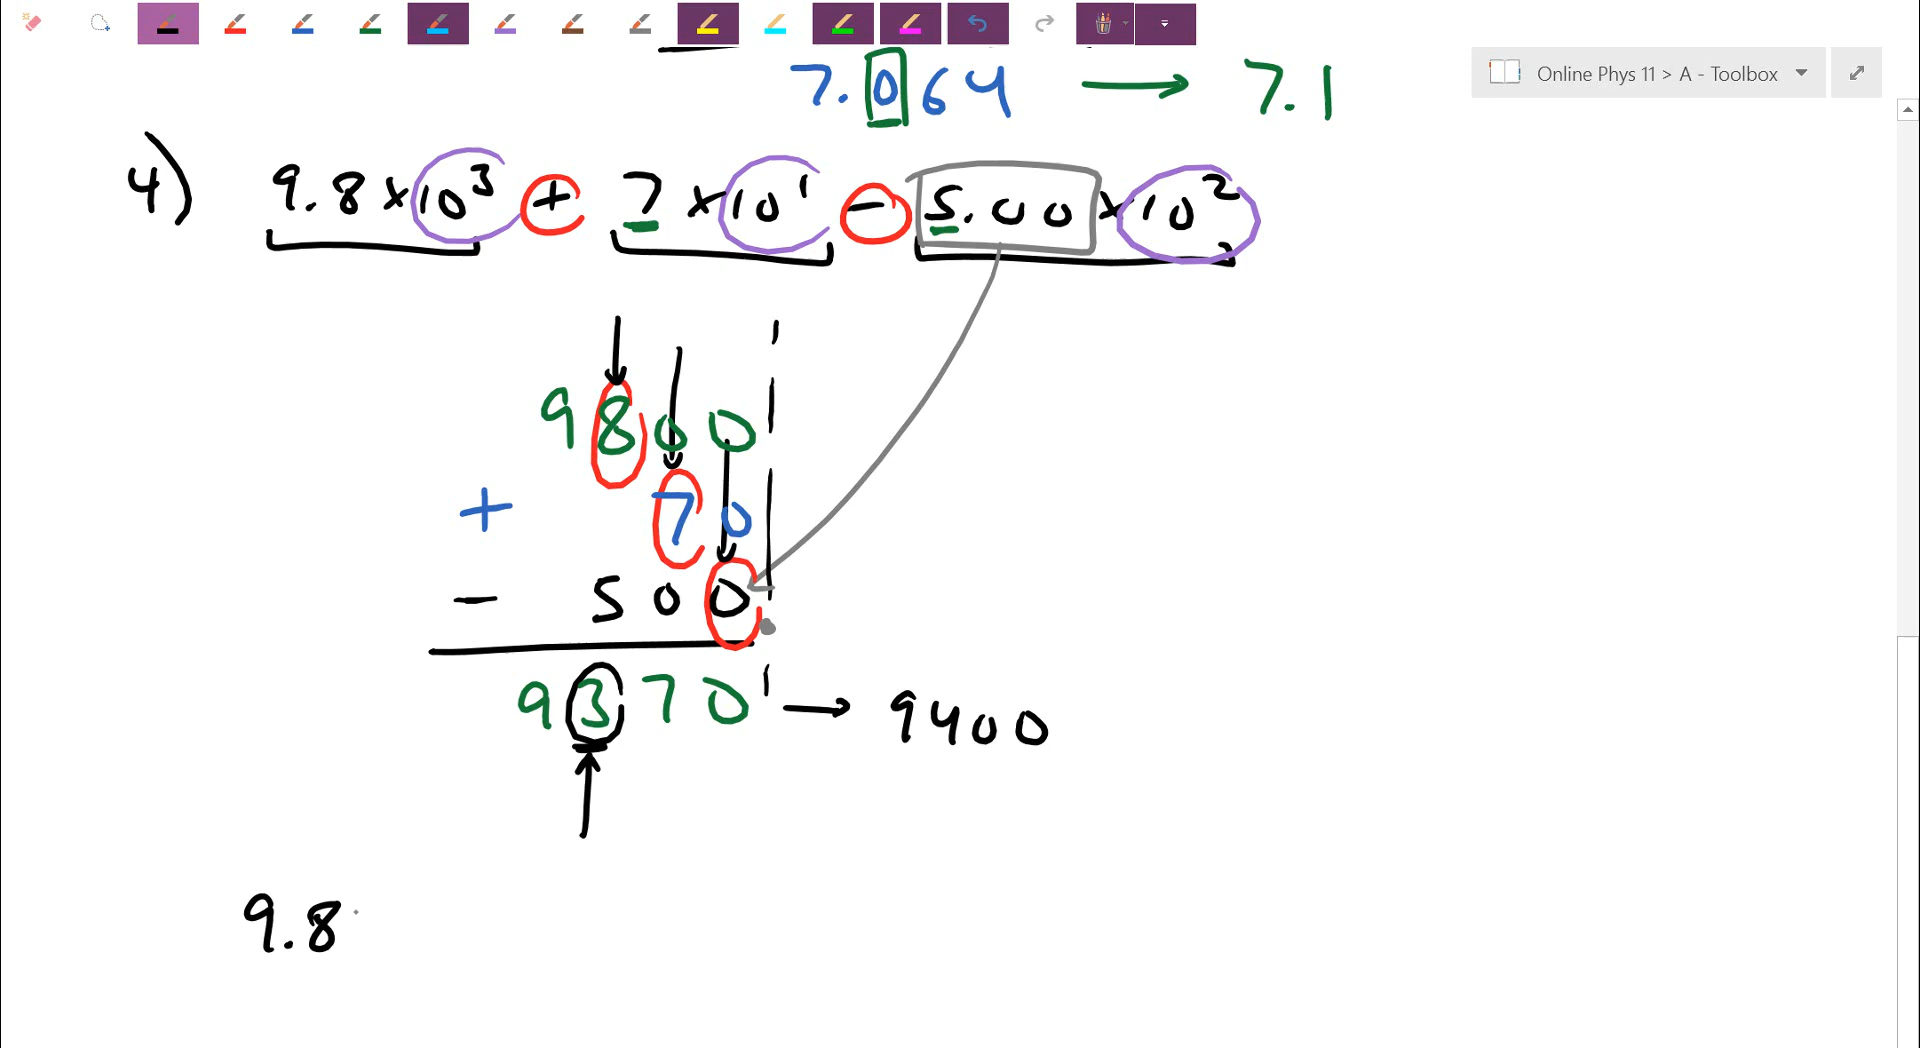 Online Phys 11 > A - Toolbox
7.064 → 7.1
4) 9.8 × 10³ + 7 × 10¹ - 5.00 × 10²
9800
+ 70
- 500.
9370 → 9400
9.8